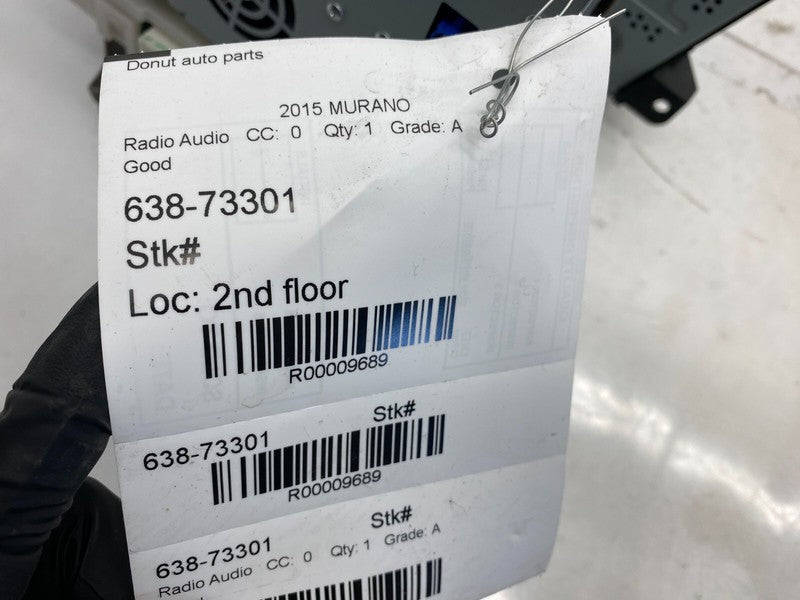 Donut auto parts
2015 MURANO
Radio Audio CC: 0 Qty: 1 Grade: A
Good
638-73301
Stk#
Loc: 2nd floor
R00009689
Stk#
638-73301
R00009689
Stk#
638-73301
Radio Audio CC: 0 Qty: 1 Grade: A